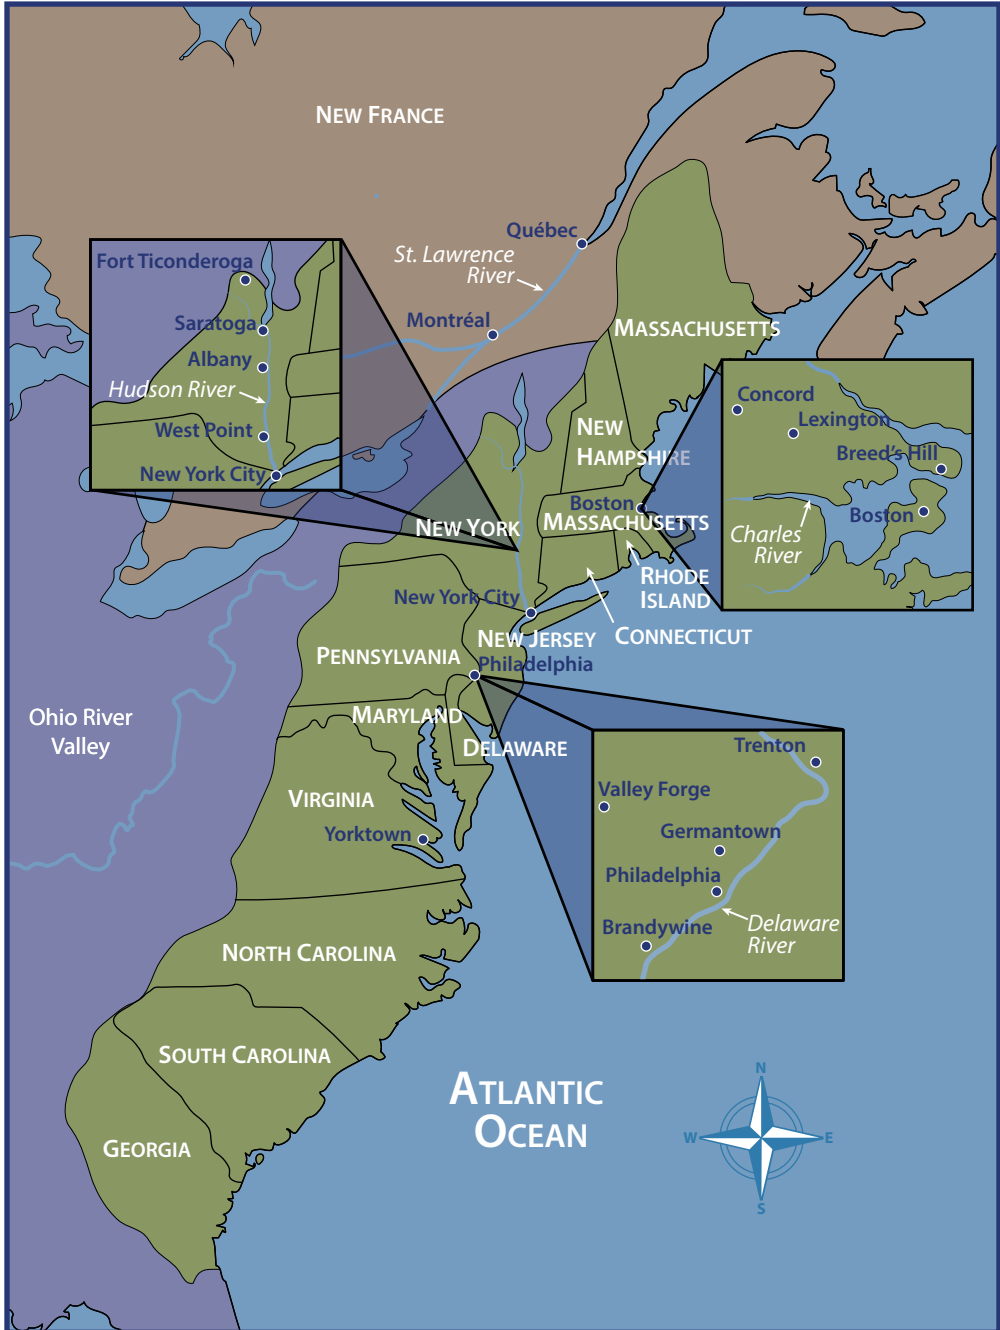 NEW FRANCE
Québec
St. Lawrence
River
Montréal
MASSACHUSETTS
Fort Ticonderoga
Saratoga
Albany
Hudson River
West Point
New York City
Concord
Lexington
Breed's Hill
Boston
Charles
River
NEW
HAMPSHIRE
Boston
MASSACHUSETTS
NEW YORK
RHODE
ISLAND
New York City
NEW JERSEY
CONNECTICUT
PENNSYLVANIA
Philadelphia
Ohio River
Valley
MARYLAND
DELAWARE
VIRGINIA
Yorktown
Trenton
Valley Forge
Germantown
Philadelphia
Brandywine
Delaware
River
NORTH CAROLINA
SOUTH CAROLINA
GEORGIA
ATLANTIC
OCEAN
N
W
E
S